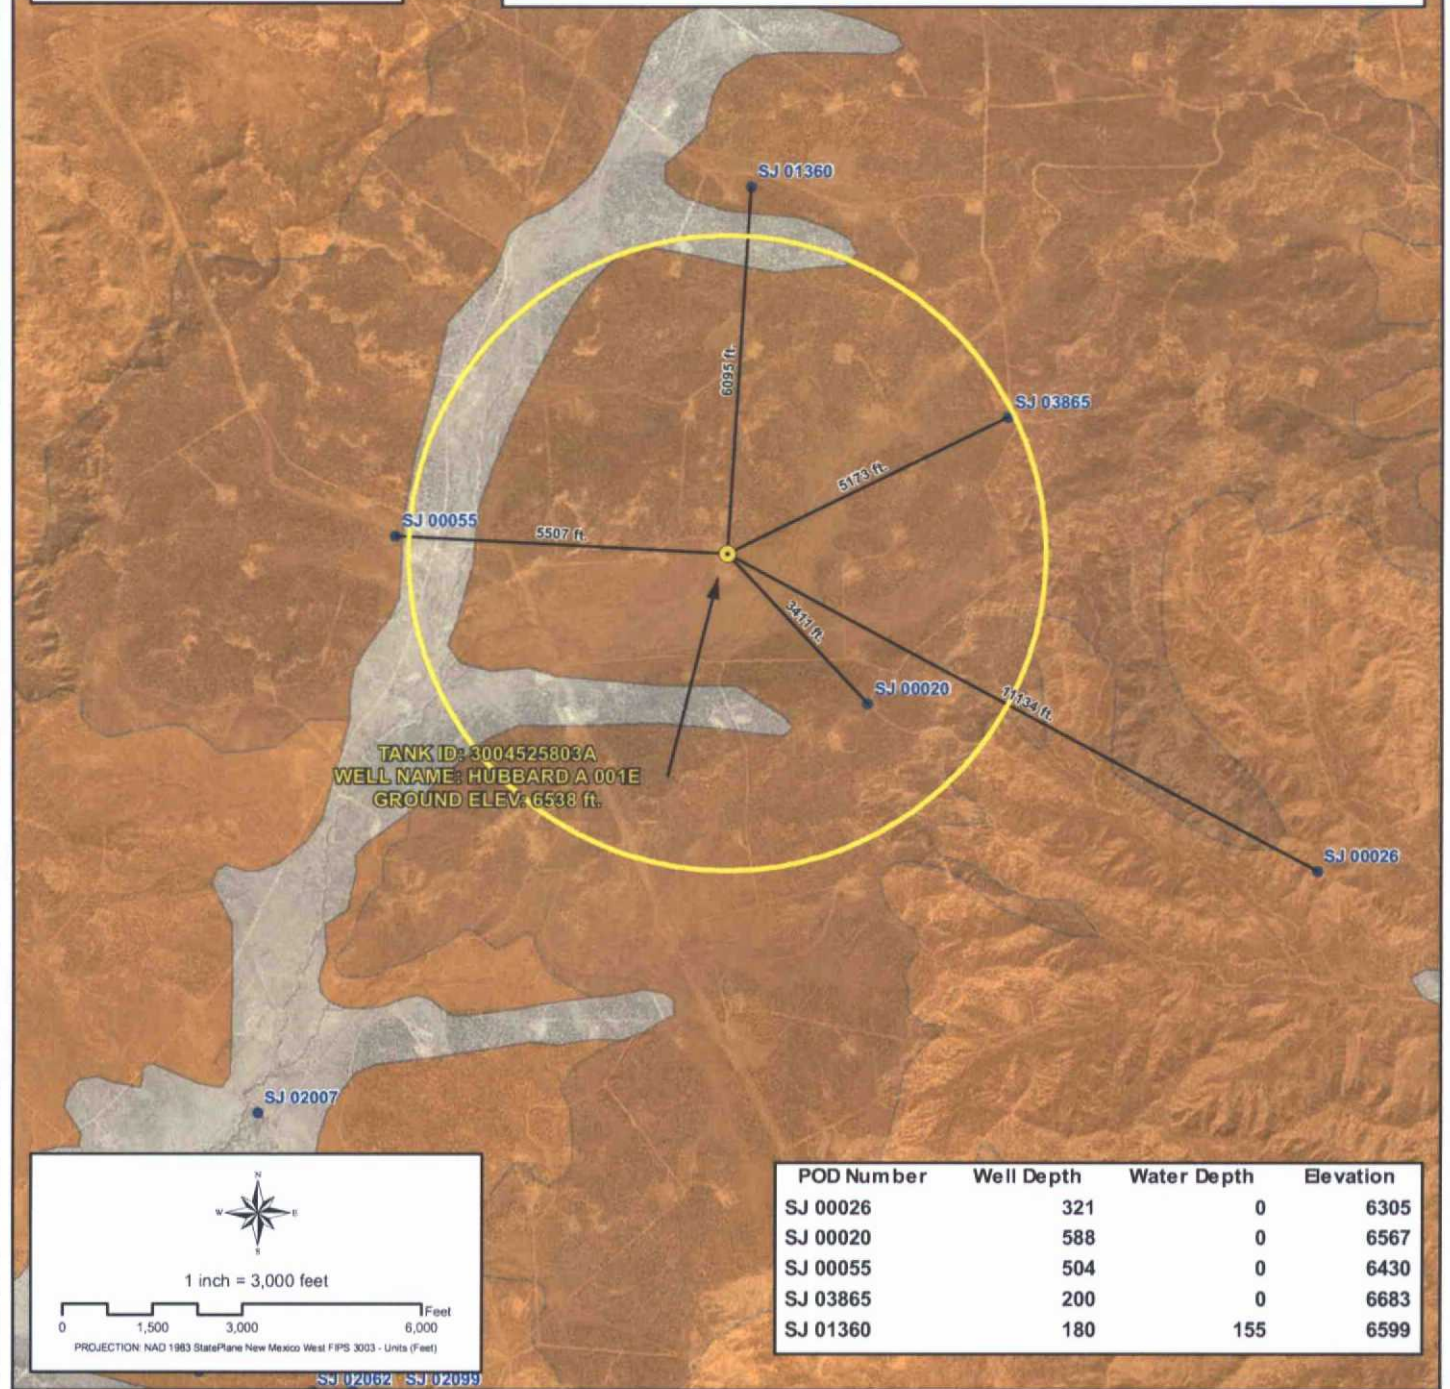 SJ 01360
6095 ft.
SJ 03865
5173 ft.
SJ 00055
5507 ft.
3411 ft.
SJ 00020
11134 ft.
TANK ID: 3004525803A
WELL NAME: HUBBARD A 001E
GROUND ELEV: 6538 ft.
SJ 00026
SJ 02007
N
W E
S
1 inch = 3,000 feet
Feet
0 1,500 3,000 6,000
PROJECTION: NAD 1983 StatePlane New Mexico West FIPS 3003 - Units (Feet)
POD Number Well Depth Water Depth Elevation
SJ 00026 321 0 6305
SJ 00020 588 0 6567
SJ 00055 504 0 6430
SJ 03865 200 0 6683
SJ 01360 180 155 6599
SJ 02062 SJ 02099